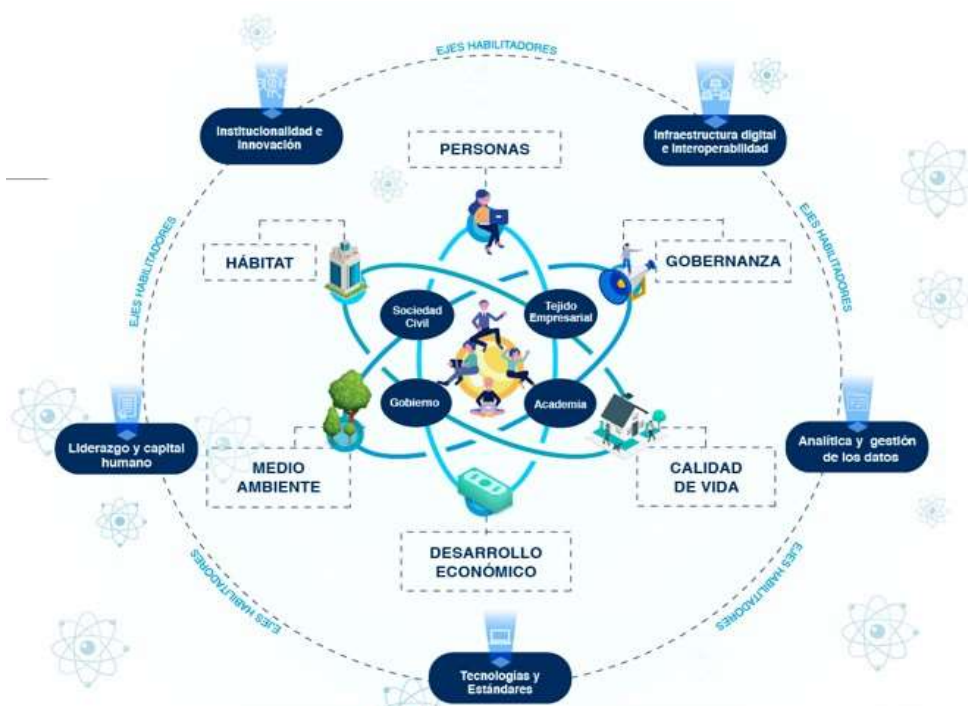 EJES HABILITADORES
Institucionalidad e
Innovación
Infraestructura digital
e Interoperabilidad
PERSONAS
EJES HABILITADORES
EJES HABILITADORES
HÁBITAT
GOBERNANZA
Sociedad
Civil
Tejido
Empresarial
Gobierno
Academia
Liderazgo y capital
humano
Analítica y gestión
de los datos
MEDIO
AMBIENTE
CALIDAD
DE VIDA
DESARROLLO
ECONÓMICO
EJES HABILITADORES
EJES HABILITADORES
Tecnologías y
Estándares